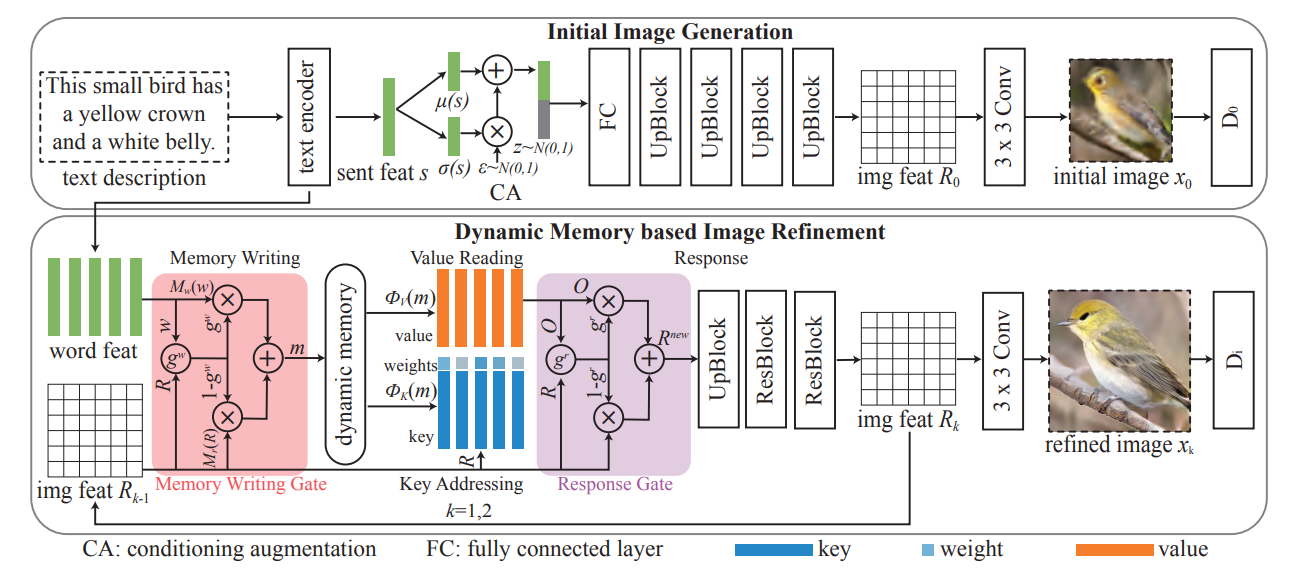 Initial Image Generation
This small bird has
a yellow crown
and a white belly.
text description
text encoder
sent feat s
μ(s)
σ(s)
+
×
ε~N(0,1)
z~N(0,1)
CA
FC
UpBlock
UpBlock
UpBlock
UpBlock
img feat R0
3 x 3 Conv
initial image x0
D0
Dynamic Memory based Image Refinement
word feat
img feat Rk-1
Memory Writing
Mw(w)
w
gw
gw
1-gw
R
Mr(R)
×
+
×
m
Memory Writing Gate
dynamic memory
Value Reading
ΦV(m)
value
weights
ΦK(m)
key
R
Key Addressing
k=1,2
Response
O
O
gr
gr
1-gr
R
×
+
×
Rnew
Response Gate
UpBlock
ResBlock
ResBlock
img feat Rk
3 x 3 Conv
refined image xk
Di
CA: conditioning augmentation
FC: fully connected layer
key
weight
value